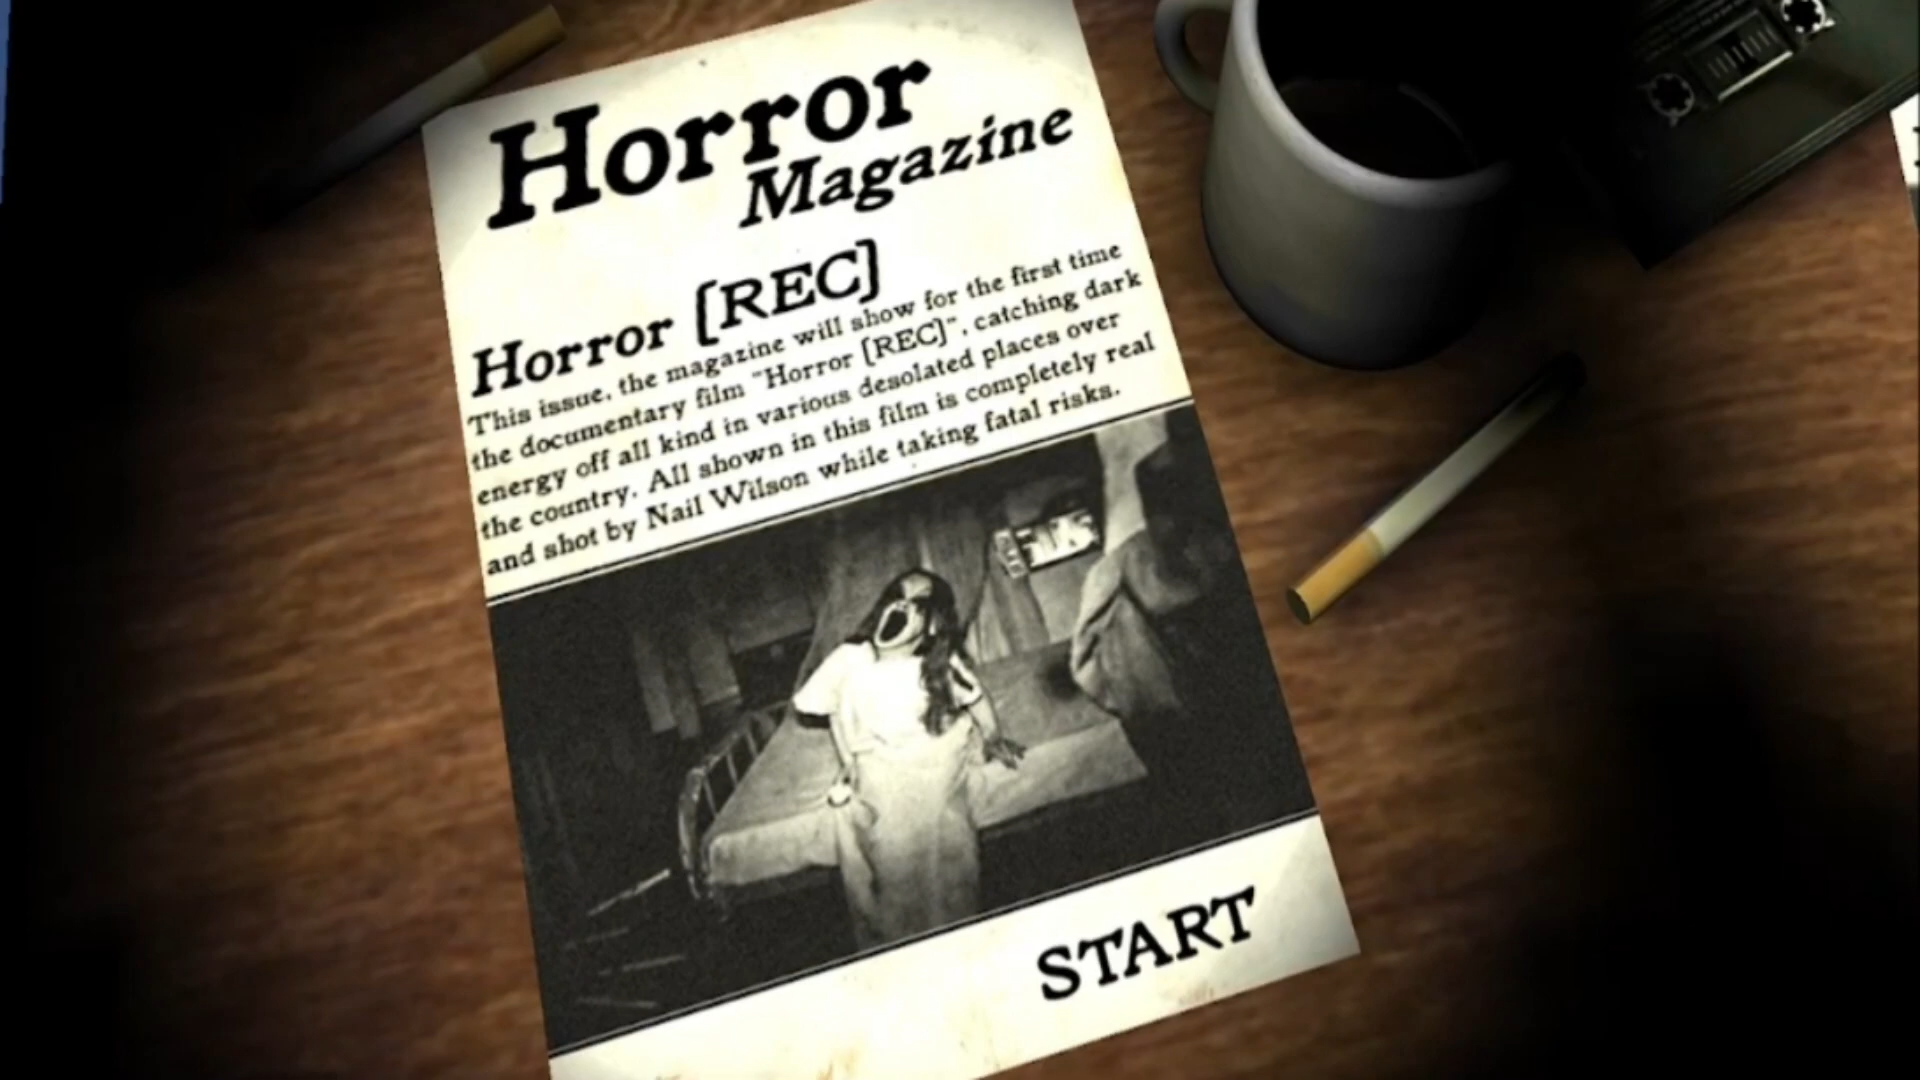 Horror
Magazine
Horror [REC]
This issue, the magazine will show for the first time
the documentary film "Horror [REC]", catching dark
energy off all kind in various desolated places over
the country. All shown in this film is completely real
and shot by Nail Wilson while taking fatal risks.
START